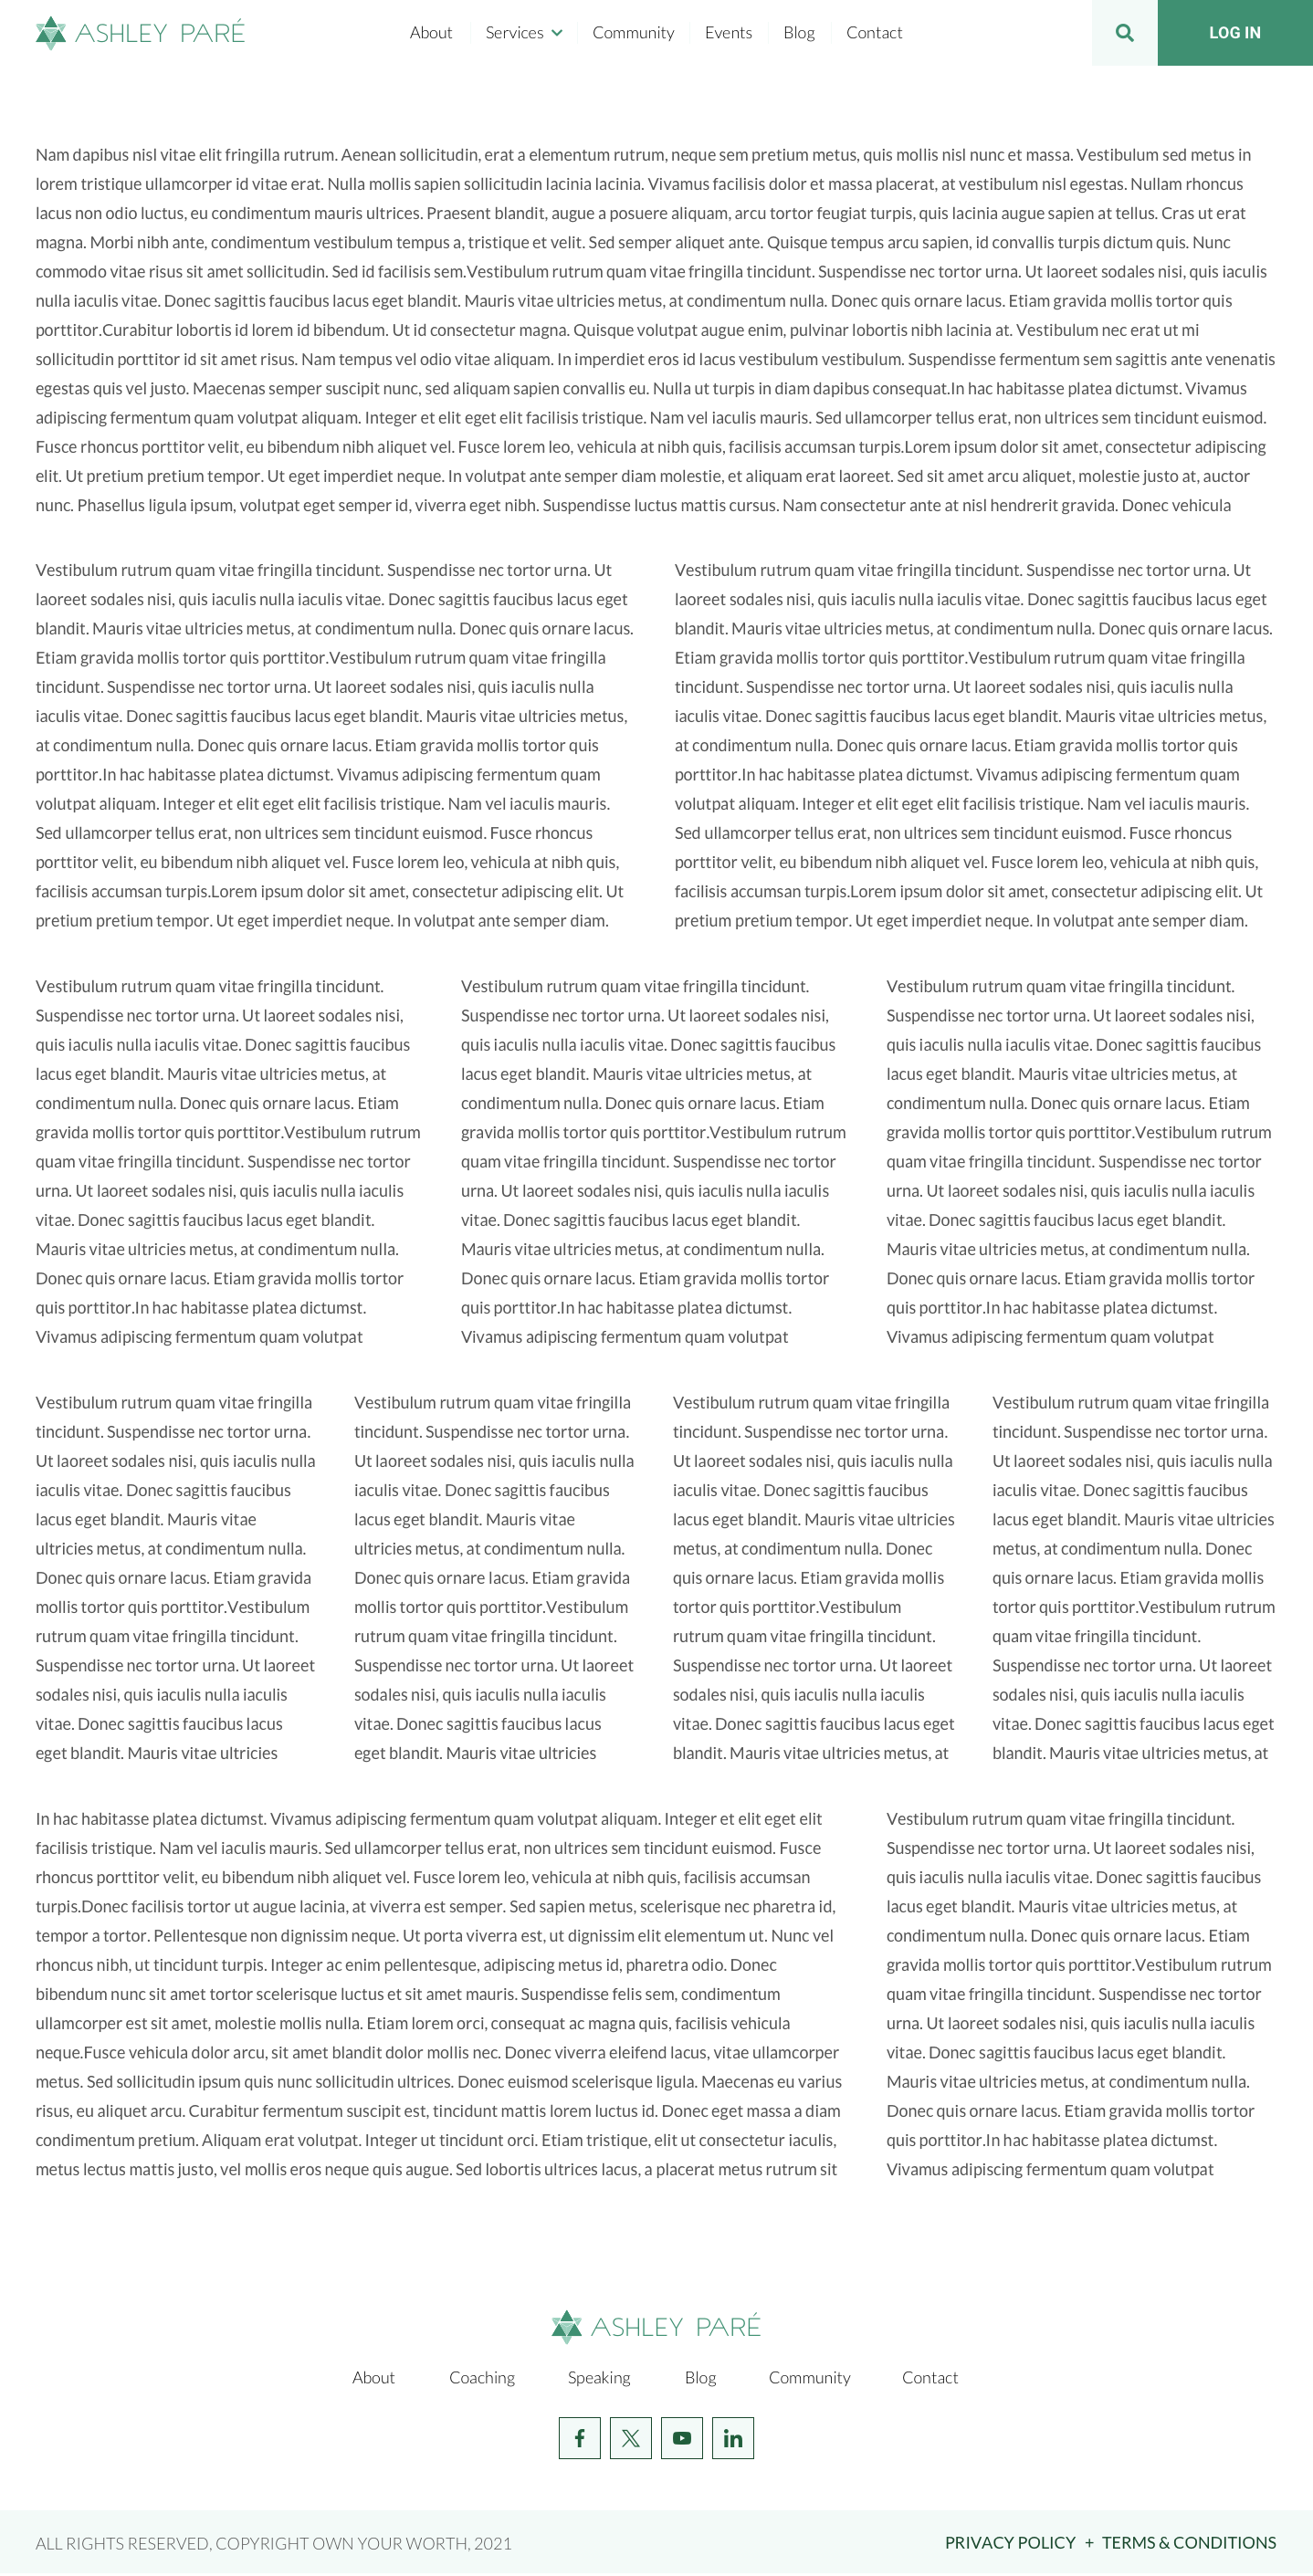 ASHLEY PARÉ
About
Services
Community
Events
Blog
Contact
LOG IN
Nam dapibus nisl vitae elit fringilla rutrum. Aenean sollicitudin, erat a elementum rutrum, neque sem pretium metus, quis mollis nisl nunc et massa. Vestibulum sed metus in
lorem tristique ullamcorper id vitae erat. Nulla mollis sapien sollicitudin lacinia lacinia. Vivamus facilisis dolor et massa placerat, at vestibulum nisl egestas. Nullam rhoncus
lacus non odio luctus, eu condimentum mauris ultrices. Praesent blandit, augue a posuere aliquam, arcu tortor feugiat turpis, quis lacinia augue sapien at tellus. Cras ut erat
magna. Morbi nibh ante, condimentum vestibulum tempus a, tristique et velit. Sed semper aliquet ante. Quisque tempus arcu sapien, id convallis turpis dictum quis. Nunc
commodo vitae risus sit amet sollicitudin. Sed id facilisis sem.Vestibulum rutrum quam vitae fringilla tincidunt. Suspendisse nec tortor urna. Ut laoreet sodales nisi, quis iaculis
nulla iaculis vitae. Donec sagittis faucibus lacus eget blandit. Mauris vitae ultricies metus, at condimentum nulla. Donec quis ornare lacus. Etiam gravida mollis tortor quis
porttitor.Curabitur lobortis id lorem id bibendum. Ut id consectetur magna. Quisque volutpat augue enim, pulvinar lobortis nibh lacinia at. Vestibulum nec erat ut mi
sollicitudin porttitor id sit amet risus. Nam tempus vel odio vitae aliquam. In imperdiet eros id lacus vestibulum vestibulum. Suspendisse fermentum sem sagittis ante venenatis
egestas quis vel justo. Maecenas semper suscipit nunc, sed aliquam sapien convallis eu. Nulla ut turpis in diam dapibus consequat.In hac habitasse platea dictumst. Vivamus
adipiscing fermentum quam volutpat aliquam. Integer et elit eget elit facilisis tristique. Nam vel iaculis mauris. Sed ullamcorper tellus erat, non ultrices sem tincidunt euismod.
Fusce rhoncus porttitor velit, eu bibendum nibh aliquet vel. Fusce lorem leo, vehicula at nibh quis, facilisis accumsan turpis.Lorem ipsum dolor sit amet, consectetur adipiscing
elit. Ut pretium pretium tempor. Ut eget imperdiet neque. In volutpat ante semper diam molestie, et aliquam erat laoreet. Sed sit amet arcu aliquet, molestie justo at, auctor
nunc. Phasellus ligula ipsum, volutpat eget semper id, viverra eget nibh. Suspendisse luctus mattis cursus. Nam consectetur ante at nisl hendrerit gravida. Donec vehicula
Vestibulum rutrum quam vitae fringilla tincidunt. Suspendisse nec tortor urna. Ut
laoreet sodales nisi, quis iaculis nulla iaculis vitae. Donec sagittis faucibus lacus eget
blandit. Mauris vitae ultricies metus, at condimentum nulla. Donec quis ornare lacus.
Etiam gravida mollis tortor quis porttitor.Vestibulum rutrum quam vitae fringilla
tincidunt. Suspendisse nec tortor urna. Ut laoreet sodales nisi, quis iaculis nulla
iaculis vitae. Donec sagittis faucibus lacus eget blandit. Mauris vitae ultricies metus,
at condimentum nulla. Donec quis ornare lacus. Etiam gravida mollis tortor quis
porttitor.In hac habitasse platea dictumst. Vivamus adipiscing fermentum quam
volutpat aliquam. Integer et elit eget elit facilisis tristique. Nam vel iaculis mauris.
Sed ullamcorper tellus erat, non ultrices sem tincidunt euismod. Fusce rhoncus
porttitor velit, eu bibendum nibh aliquet vel. Fusce lorem leo, vehicula at nibh quis,
facilisis accumsan turpis.Lorem ipsum dolor sit amet, consectetur adipiscing elit. Ut
pretium pretium tempor. Ut eget imperdiet neque. In volutpat ante semper diam.
Vestibulum rutrum quam vitae fringilla tincidunt. Suspendisse nec tortor urna. Ut
laoreet sodales nisi, quis iaculis nulla iaculis vitae. Donec sagittis faucibus lacus eget
blandit. Mauris vitae ultricies metus, at condimentum nulla. Donec quis ornare lacus.
Etiam gravida mollis tortor quis porttitor.Vestibulum rutrum quam vitae fringilla
tincidunt. Suspendisse nec tortor urna. Ut laoreet sodales nisi, quis iaculis nulla
iaculis vitae. Donec sagittis faucibus lacus eget blandit. Mauris vitae ultricies metus,
at condimentum nulla. Donec quis ornare lacus. Etiam gravida mollis tortor quis
porttitor.In hac habitasse platea dictumst. Vivamus adipiscing fermentum quam
volutpat aliquam. Integer et elit eget elit facilisis tristique. Nam vel iaculis mauris.
Sed ullamcorper tellus erat, non ultrices sem tincidunt euismod. Fusce rhoncus
porttitor velit, eu bibendum nibh aliquet vel. Fusce lorem leo, vehicula at nibh quis,
facilisis accumsan turpis.Lorem ipsum dolor sit amet, consectetur adipiscing elit. Ut
pretium pretium tempor. Ut eget imperdiet neque. In volutpat ante semper diam.
Vestibulum rutrum quam vitae fringilla tincidunt.
Suspendisse nec tortor urna. Ut laoreet sodales nisi,
quis iaculis nulla iaculis vitae. Donec sagittis faucibus
lacus eget blandit. Mauris vitae ultricies metus, at
condimentum nulla. Donec quis ornare lacus. Etiam
gravida mollis tortor quis porttitor.Vestibulum rutrum
quam vitae fringilla tincidunt. Suspendisse nec tortor
urna. Ut laoreet sodales nisi, quis iaculis nulla iaculis
vitae. Donec sagittis faucibus lacus eget blandit.
Mauris vitae ultricies metus, at condimentum nulla.
Donec quis ornare lacus. Etiam gravida mollis tortor
quis porttitor.In hac habitasse platea dictumst.
Vivamus adipiscing fermentum quam volutpat
Vestibulum rutrum quam vitae fringilla tincidunt.
Suspendisse nec tortor urna. Ut laoreet sodales nisi,
quis iaculis nulla iaculis vitae. Donec sagittis faucibus
lacus eget blandit. Mauris vitae ultricies metus, at
condimentum nulla. Donec quis ornare lacus. Etiam
gravida mollis tortor quis porttitor.Vestibulum rutrum
quam vitae fringilla tincidunt. Suspendisse nec tortor
urna. Ut laoreet sodales nisi, quis iaculis nulla iaculis
vitae. Donec sagittis faucibus lacus eget blandit.
Mauris vitae ultricies metus, at condimentum nulla.
Donec quis ornare lacus. Etiam gravida mollis tortor
quis porttitor.In hac habitasse platea dictumst.
Vivamus adipiscing fermentum quam volutpat
Vestibulum rutrum quam vitae fringilla tincidunt.
Suspendisse nec tortor urna. Ut laoreet sodales nisi,
quis iaculis nulla iaculis vitae. Donec sagittis faucibus
lacus eget blandit. Mauris vitae ultricies metus, at
condimentum nulla. Donec quis ornare lacus. Etiam
gravida mollis tortor quis porttitor.Vestibulum rutrum
quam vitae fringilla tincidunt. Suspendisse nec tortor
urna. Ut laoreet sodales nisi, quis iaculis nulla iaculis
vitae. Donec sagittis faucibus lacus eget blandit.
Mauris vitae ultricies metus, at condimentum nulla.
Donec quis ornare lacus. Etiam gravida mollis tortor
quis porttitor.In hac habitasse platea dictumst.
Vivamus adipiscing fermentum quam volutpat
Vestibulum rutrum quam vitae fringilla
tincidunt. Suspendisse nec tortor urna.
Ut laoreet sodales nisi, quis iaculis nulla
iaculis vitae. Donec sagittis faucibus
lacus eget blandit. Mauris vitae
ultricies metus, at condimentum nulla.
Donec quis ornare lacus. Etiam gravida
mollis tortor quis porttitor.Vestibulum
rutrum quam vitae fringilla tincidunt.
Suspendisse nec tortor urna. Ut laoreet
sodales nisi, quis iaculis nulla iaculis
vitae. Donec sagittis faucibus lacus
eget blandit. Mauris vitae ultricies
Vestibulum rutrum quam vitae fringilla
tincidunt. Suspendisse nec tortor urna.
Ut laoreet sodales nisi, quis iaculis nulla
iaculis vitae. Donec sagittis faucibus
lacus eget blandit. Mauris vitae
ultricies metus, at condimentum nulla.
Donec quis ornare lacus. Etiam gravida
mollis tortor quis porttitor.Vestibulum
rutrum quam vitae fringilla tincidunt.
Suspendisse nec tortor urna. Ut laoreet
sodales nisi, quis iaculis nulla iaculis
vitae. Donec sagittis faucibus lacus
eget blandit. Mauris vitae ultricies
Vestibulum rutrum quam vitae fringilla
tincidunt. Suspendisse nec tortor urna.
Ut laoreet sodales nisi, quis iaculis nulla
iaculis vitae. Donec sagittis faucibus
lacus eget blandit. Mauris vitae ultricies
metus, at condimentum nulla. Donec
quis ornare lacus. Etiam gravida mollis
tortor quis porttitor.Vestibulum
rutrum quam vitae fringilla tincidunt.
Suspendisse nec tortor urna. Ut laoreet
sodales nisi, quis iaculis nulla iaculis
vitae. Donec sagittis faucibus lacus eget
blandit. Mauris vitae ultricies metus, at
Vestibulum rutrum quam vitae fringilla
tincidunt. Suspendisse nec tortor urna.
Ut laoreet sodales nisi, quis iaculis nulla
iaculis vitae. Donec sagittis faucibus
lacus eget blandit. Mauris vitae ultricies
metus, at condimentum nulla. Donec
quis ornare lacus. Etiam gravida mollis
tortor quis porttitor.Vestibulum rutrum
quam vitae fringilla tincidunt.
Suspendisse nec tortor urna. Ut laoreet
sodales nisi, quis iaculis nulla iaculis
vitae. Donec sagittis faucibus lacus eget
blandit. Mauris vitae ultricies metus, at
In hac habitasse platea dictumst. Vivamus adipiscing fermentum quam volutpat aliquam. Integer et elit eget elit
facilisis tristique. Nam vel iaculis mauris. Sed ullamcorper tellus erat, non ultrices sem tincidunt euismod. Fusce
rhoncus porttitor velit, eu bibendum nibh aliquet vel. Fusce lorem leo, vehicula at nibh quis, facilisis accumsan
turpis.Donec facilisis tortor ut augue lacinia, at viverra est semper. Sed sapien metus, scelerisque nec pharetra id,
tempor a tortor. Pellentesque non dignissim neque. Ut porta viverra est, ut dignissim elit elementum ut. Nunc vel
rhoncus nibh, ut tincidunt turpis. Integer ac enim pellentesque, adipiscing metus id, pharetra odio. Donec
bibendum nunc sit amet tortor scelerisque luctus et sit amet mauris. Suspendisse felis sem, condimentum
ullamcorper est sit amet, molestie mollis nulla. Etiam lorem orci, consequat ac magna quis, facilisis vehicula
neque.Fusce vehicula dolor arcu, sit amet blandit dolor mollis nec. Donec viverra eleifend lacus, vitae ullamcorper
metus. Sed sollicitudin ipsum quis nunc sollicitudin ultrices. Donec euismod scelerisque ligula. Maecenas eu varius
risus, eu aliquet arcu. Curabitur fermentum suscipit est, tincidunt mattis lorem luctus id. Donec eget massa a diam
condimentum pretium. Aliquam erat volutpat. Integer ut tincidunt orci. Etiam tristique, elit ut consectetur iaculis,
metus lectus mattis justo, vel mollis eros neque quis augue. Sed lobortis ultrices lacus, a placerat metus rutrum sit
Vestibulum rutrum quam vitae fringilla tincidunt.
Suspendisse nec tortor urna. Ut laoreet sodales nisi,
quis iaculis nulla iaculis vitae. Donec sagittis faucibus
lacus eget blandit. Mauris vitae ultricies metus, at
condimentum nulla. Donec quis ornare lacus. Etiam
gravida mollis tortor quis porttitor.Vestibulum rutrum
quam vitae fringilla tincidunt. Suspendisse nec tortor
urna. Ut laoreet sodales nisi, quis iaculis nulla iaculis
vitae. Donec sagittis faucibus lacus eget blandit.
Mauris vitae ultricies metus, at condimentum nulla.
Donec quis ornare lacus. Etiam gravida mollis tortor
quis porttitor.In hac habitasse platea dictumst.
Vivamus adipiscing fermentum quam volutpat
ASHLEY PARÉ
About
Coaching
Speaking
Blog
Community
Contact
ALL RIGHTS RESERVED, COPYRIGHT OWN YOUR WORTH, 2021
PRIVACY POLICY + TERMS & CONDITIONS